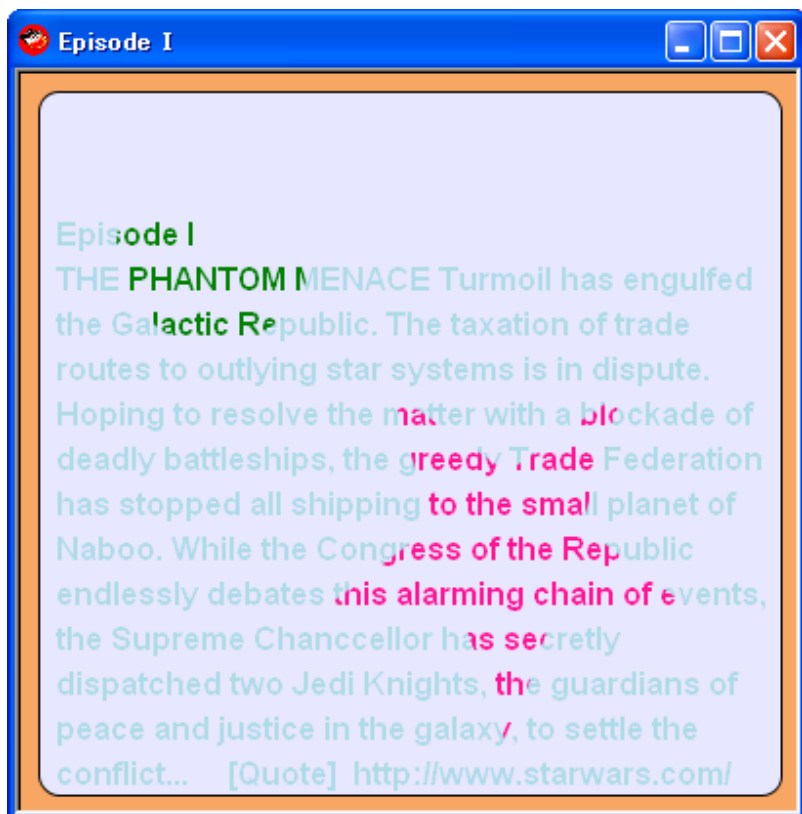 Episode I
Episode I
THE PHANTOM MENACE Turmoil has engulfed
the Galactic Republic. The taxation of trade
routes to outlying star systems is in dispute.
Hoping to resolve the matter with a blockade of
deadly battleships, the greedy Trade Federation
has stopped all shipping to the small planet of
Naboo. While the Congress of the Republic
endlessly debates this alarming chain of events,
the Supreme Chanccellor has secretly
dispatched two Jedi Knights, the guardians of
peace and justice in the galaxy, to settle the
conflict... [Quote] http://www.starwars.com/